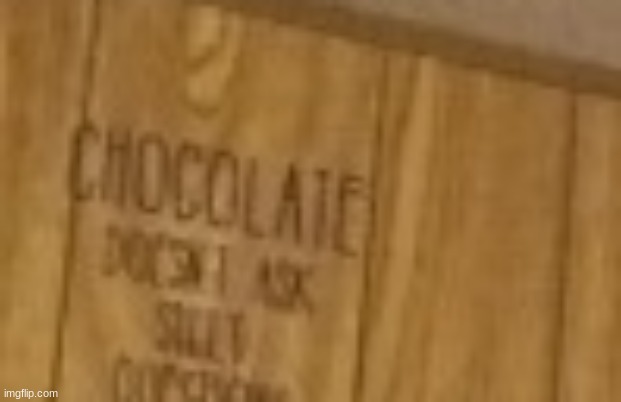 CHOCOLATE
DOESN'T ASK
SILLY
imgflip.com